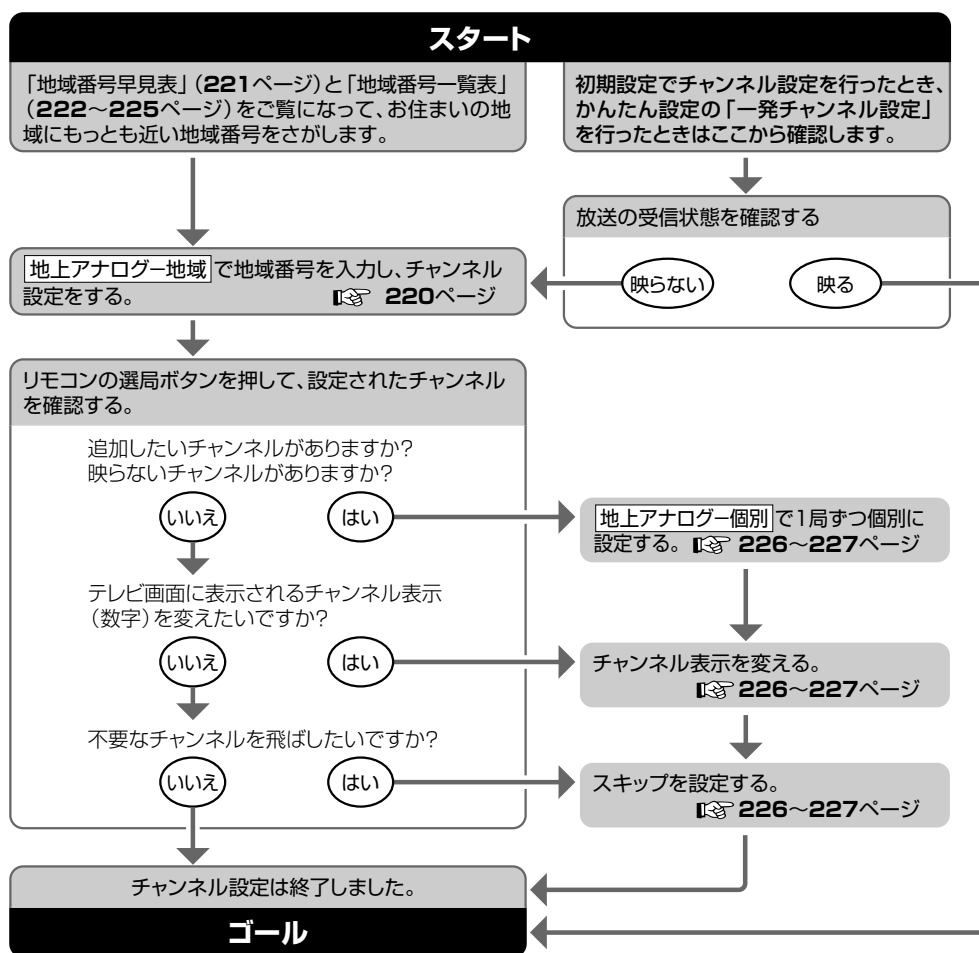 スタート
「地域番号早見表」（221ページ）と「地域番号一覧表」
（222～225ページ）をご覧になって、お住まいの地
域にもっとも近い地域番号をさがします。
初期設定でチャンネル設定を行ったとき、
かんたん設定の「一発チャンネル設定」
を行ったときはここから確認します。
放送の受信状態を確認する
映らない
映る
地上アナログー地域 で地域番号を入力し、チャンネル
設定をする。 220ページ
リモコンの選局ボタンを押して、設定されたチャンネル
を確認する。
追加したいチャンネルがありますか？
映らないチャンネルがありますか？
いいえ
はい
地上アナログー個別 で1局ずつ個別に
設定する。 226～227ページ
テレビ画面に表示されるチャンネル表示
（数字）を変えたいですか？
いいえ
はい
チャンネル表示を変える。
226～227ページ
不要なチャンネルを飛ばしたいですか？
いいえ
はい
スキップを設定する。
226～227ページ
チャンネル設定は終了しました。
ゴール